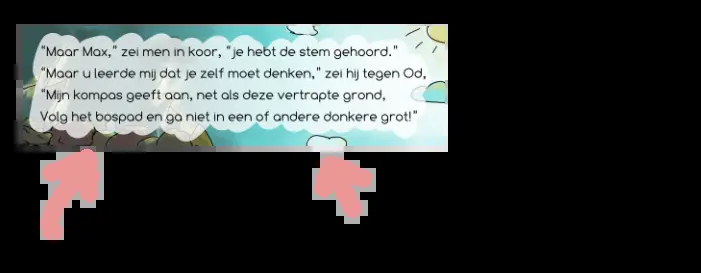 “Maar Max,” zei men in koor, “je hebt de stem gehoord.”
“Maar u leerde mij dat je zelf moet denken,” zei hij tegen Od,
“Mijn kompas geeft aan, net als deze vertrapte grond,
Volg het bospad en ga niet in een of andere donkere grot!”